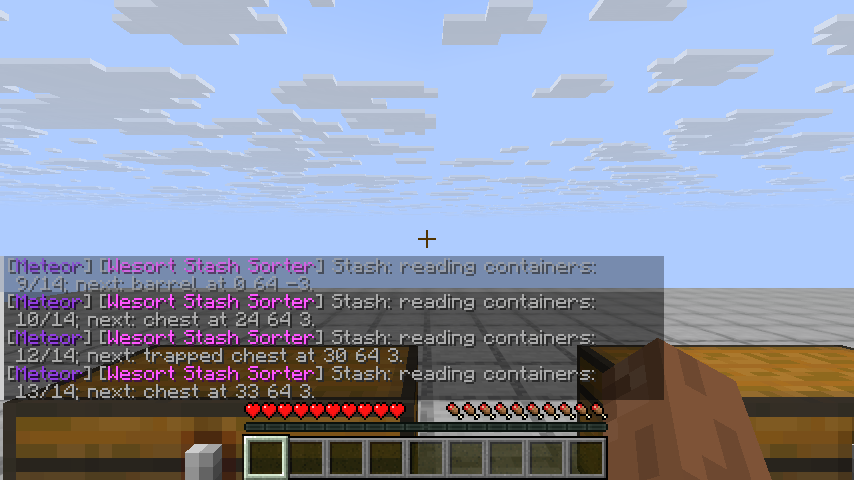 [Meteor] [Wesort Stash Sorter] Stash: reading containers:
9/14; next: barrel at 0 64 -3.
[Meteor] [Wesort Stash Sorter] Stash: reading containers:
10/14; next: chest at 24 64 3.
[Meteor] [Wesort Stash Sorter] Stash: reading containers:
12/14; next: trapped chest at 30 64 3.
[Meteor] [Wesort Stash Sorter] Stash: reading containers:
13/14; next: chest at 33 64 3.